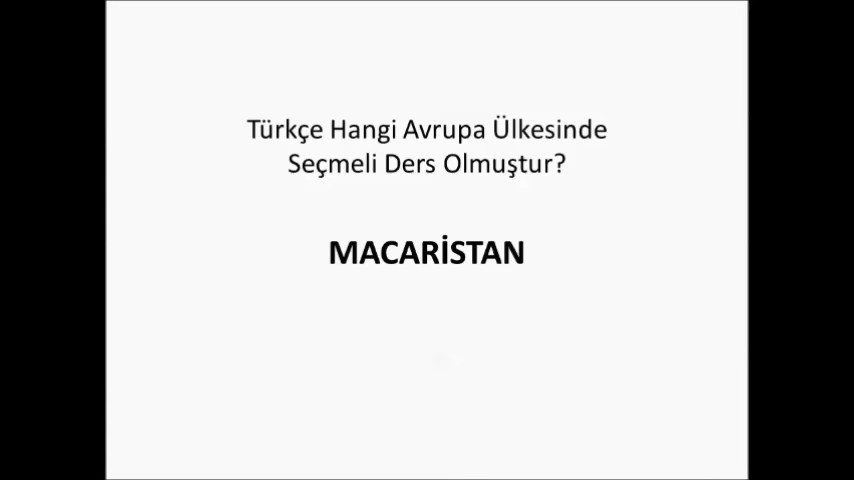 Türkçe Hangi Avrupa Ülkesinde
Seçmeli Ders Olmuştur?
MACARİSTAN